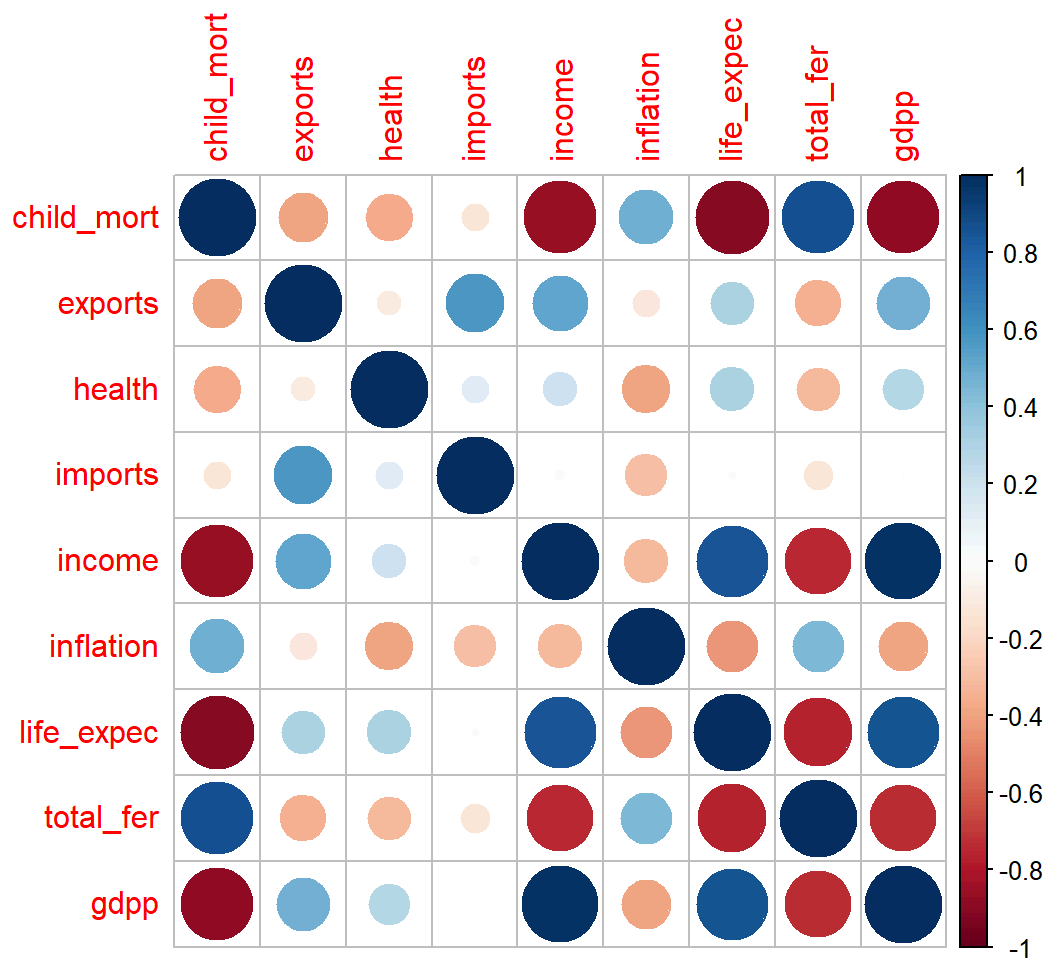 child_mort
exports
health
imports
income
inflation
life_expec
total_fer
gdpp
child_mort
exports
health
imports
income
inflation
life_expec
total_fer
gdpp
1
0.8
0.6
0.4
0.2
0
-0.2
-0.4
-0.6
-0.8
-1